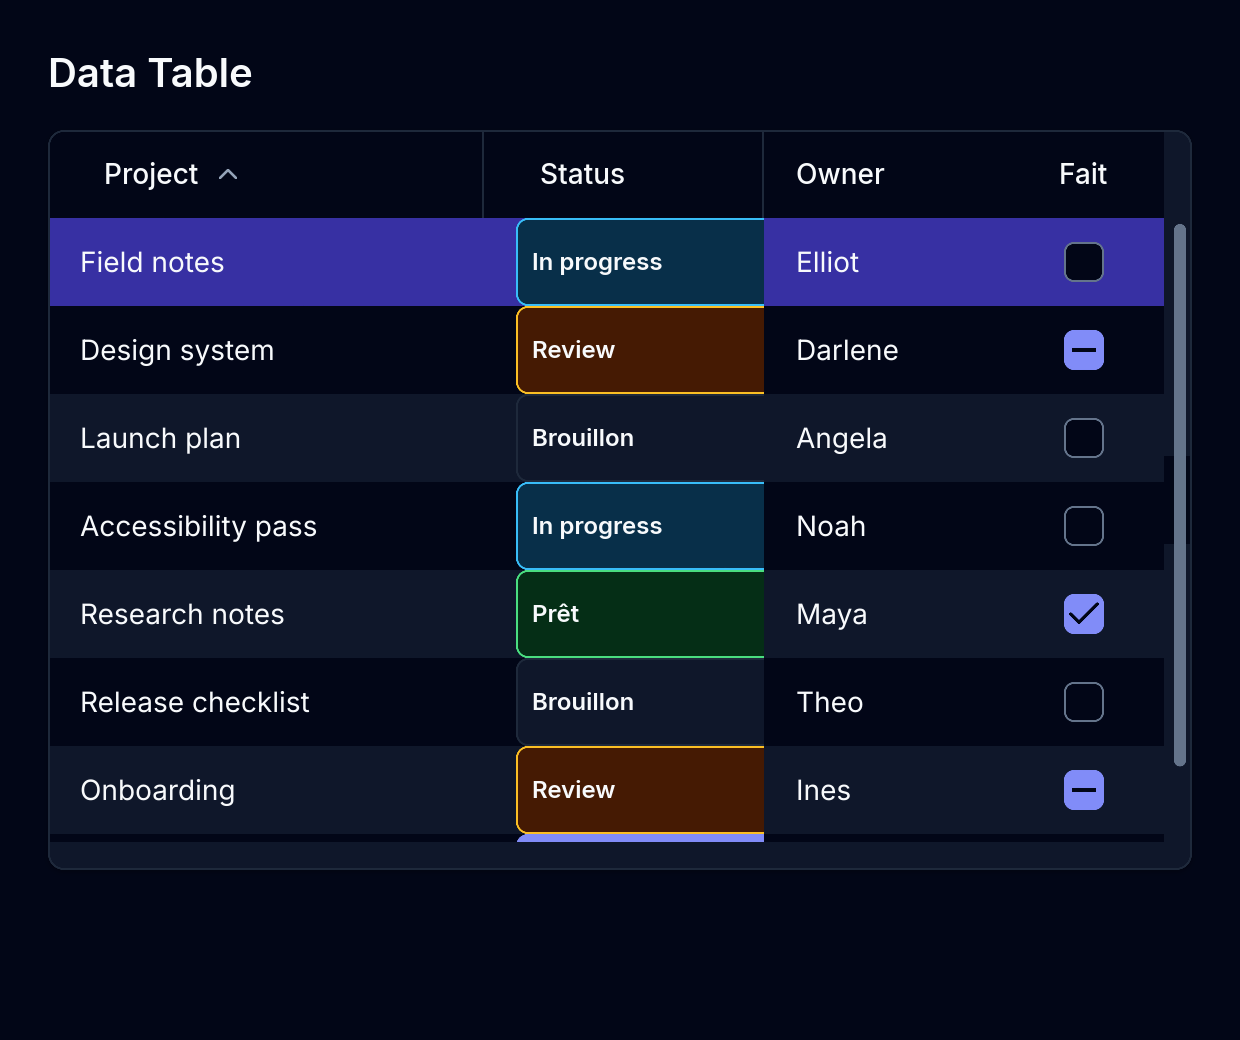 Data Table
Project Status Owner Fait
Field notes In progress Elliot
Design system Review Darlene
Launch plan Brouillon Angela
Accessibility pass In progress Noah
Research notes Prêt Maya
Release checklist Brouillon Theo
Onboarding Review Ines